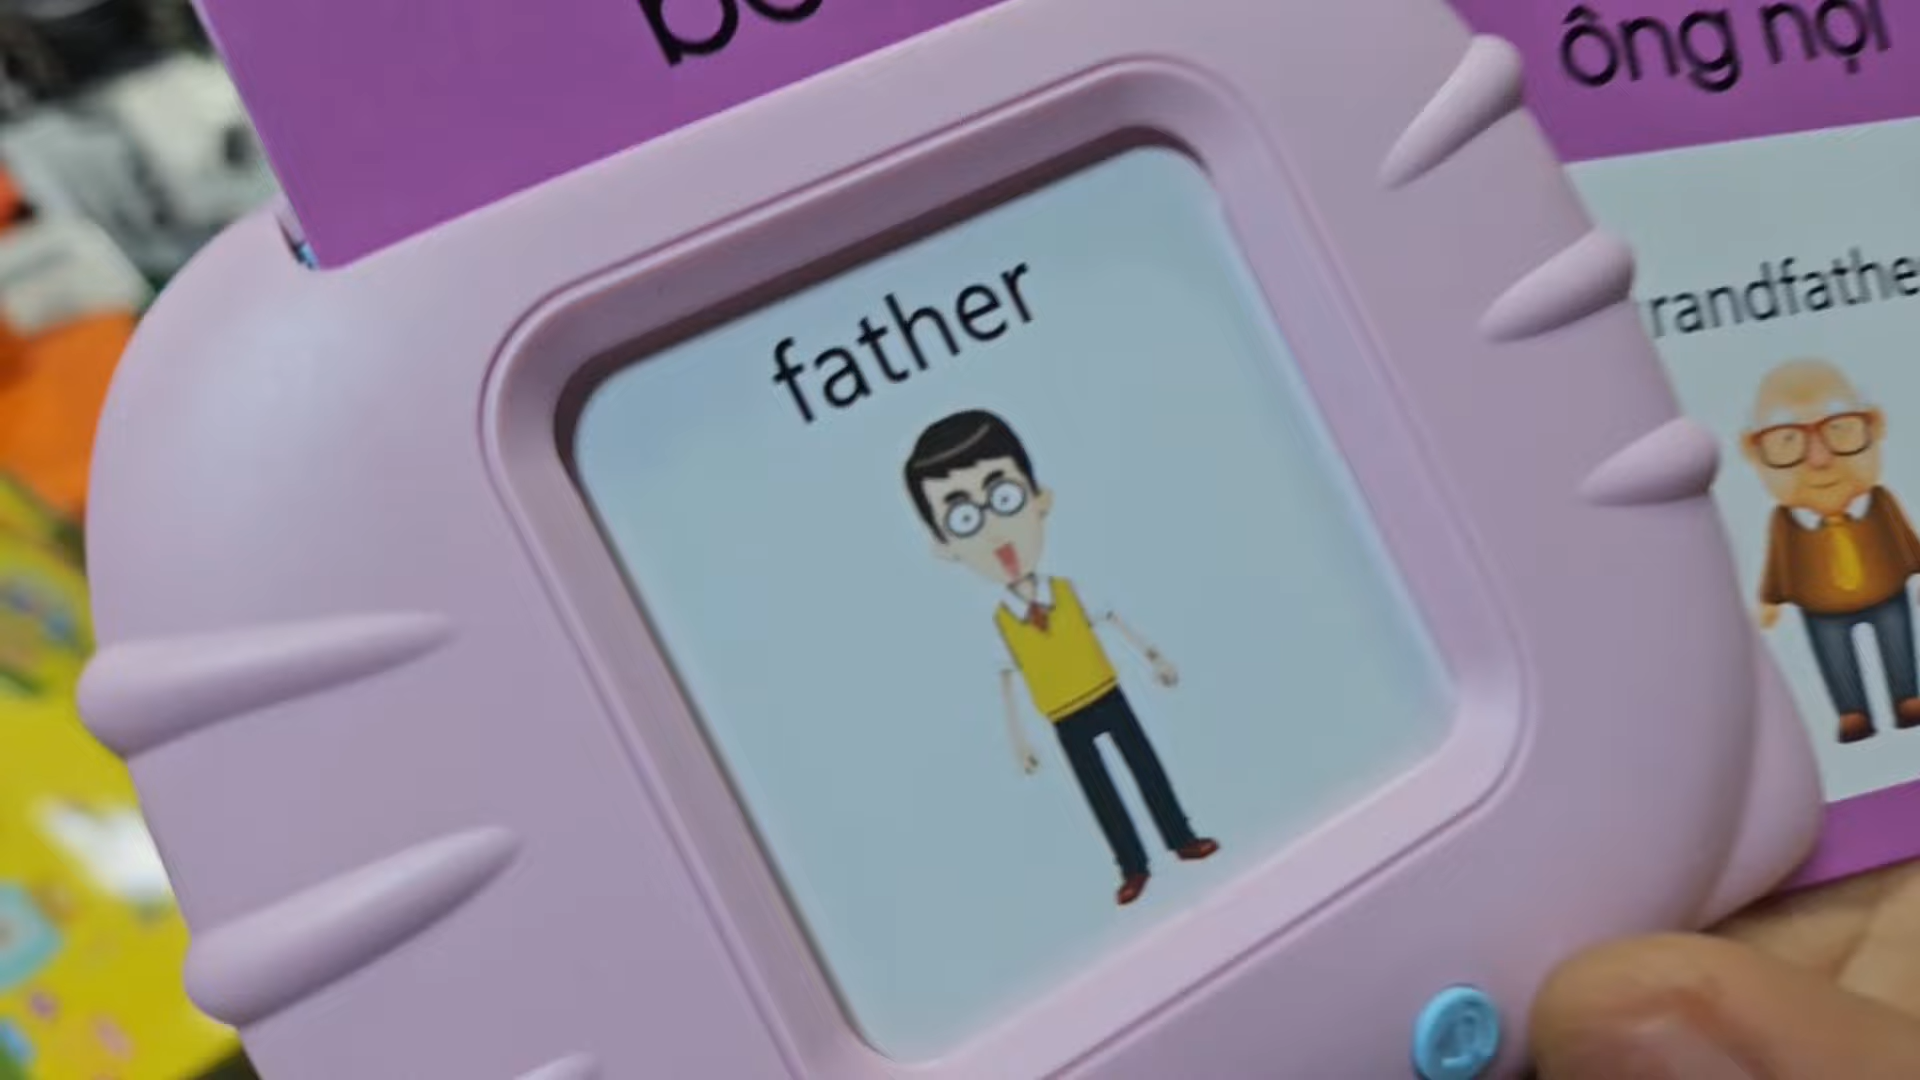 ông nội
father
randfathe